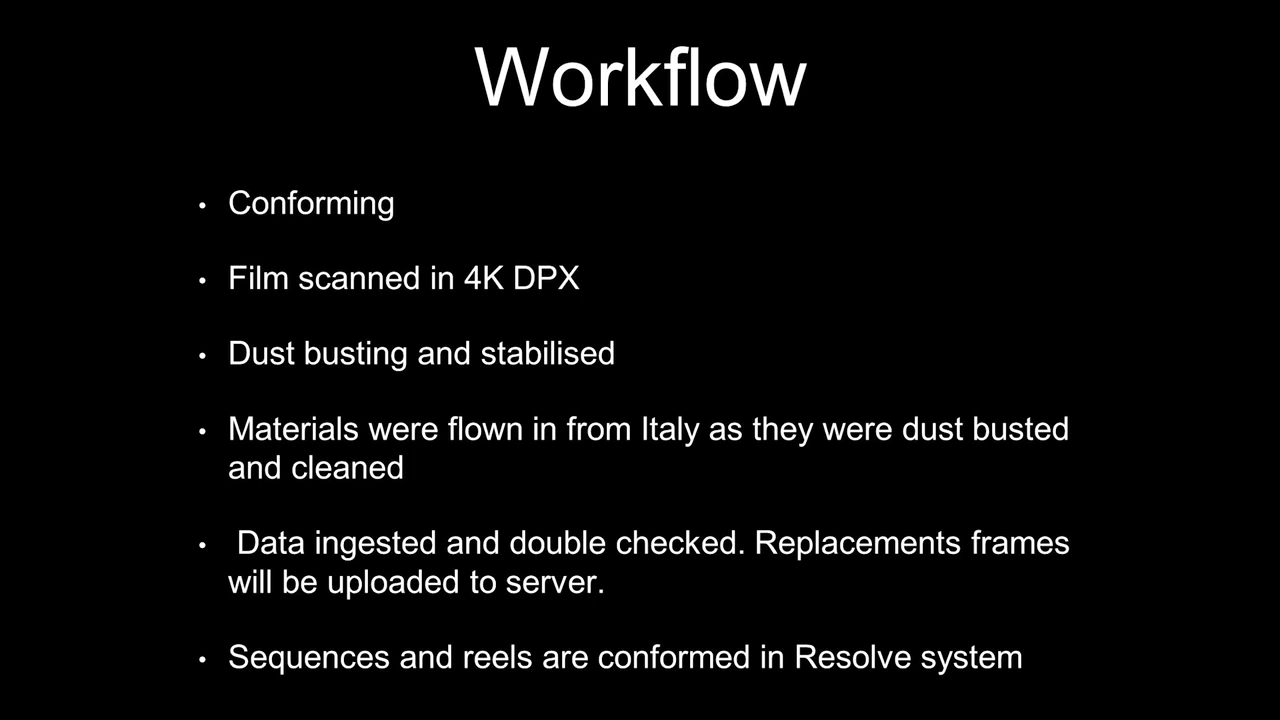 Workflow
• Conforming
• Film scanned in 4K DPX
• Dust busting and stabilised
• Materials were flown in from Italy as they were dust busted
and cleaned
• Data ingested and double checked. Replacements frames
will be uploaded to server.
• Sequences and reels are conformed in Resolve system